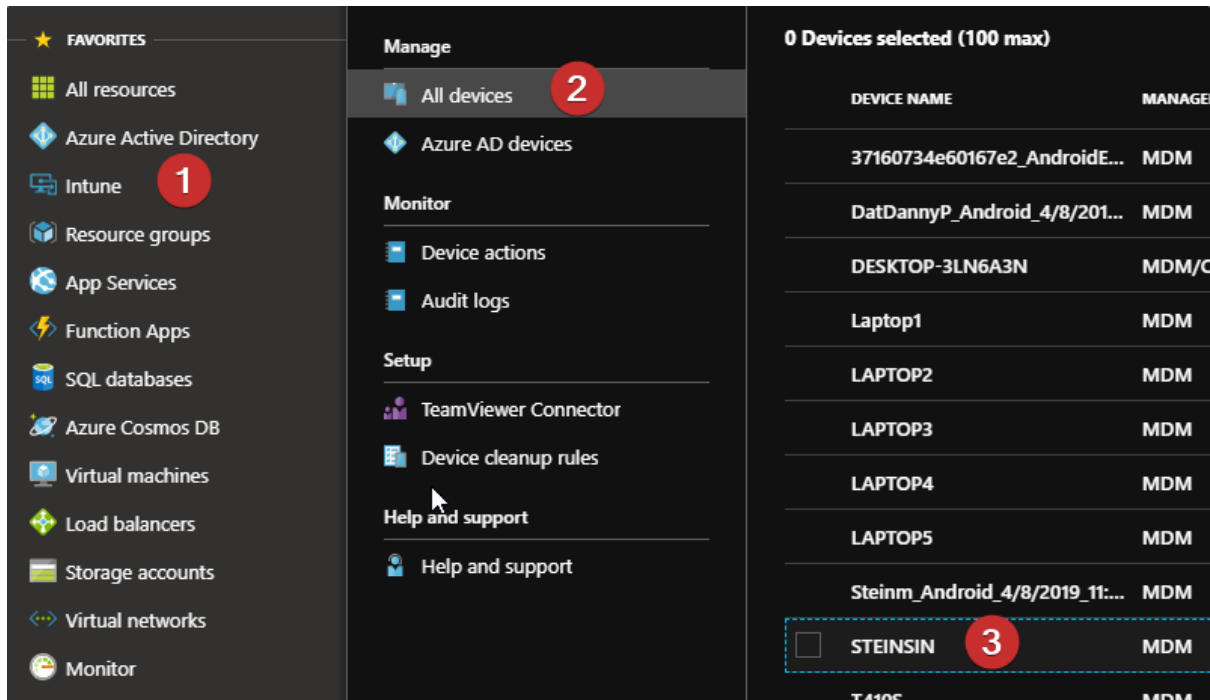 FAVORITES
All resources
Azure Active Directory
Intune 1
Resource groups
App Services
Function Apps
SQL databases
Azure Cosmos DB
Virtual machines
Load balancers
Storage accounts
Virtual networks
Monitor
Manage
All devices 2
Azure AD devices
Monitor
Device actions
Audit logs
Setup
TeamViewer Connector
Device cleanup rules
Help and support
Help and support
0 Devices selected (100 max)
DEVICE NAME MANAGE
37160734e60167e2_AndroidE... MDM
DatDannyP_Android_4/8/201... MDM
DESKTOP-3LN6A3N MDM/C
Laptop1 MDM
LAPTOP2 MDM
LAPTOP3 MDM
LAPTOP4 MDM
LAPTOP5 MDM
Steinm_Android_4/8/2019_11:... MDM
STEINSIN 3 MDM
T410S MDM